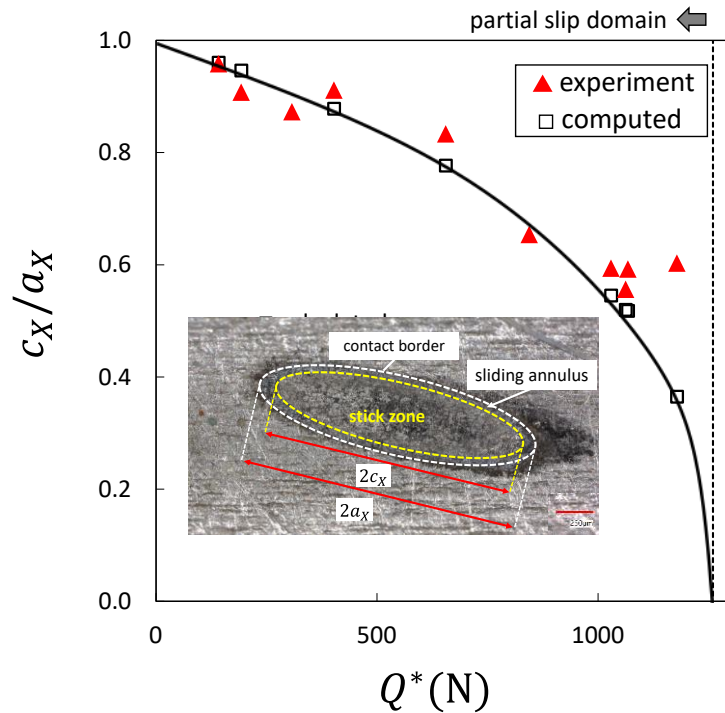 partial slip domain
1.0
0.8
0.6
0.4
0.2
0.0
c_X/a_X
experiment
computed
contact border
sliding annulus
stick zone
2c_X
2a_X
250um
0
500
1000
Q*(N)